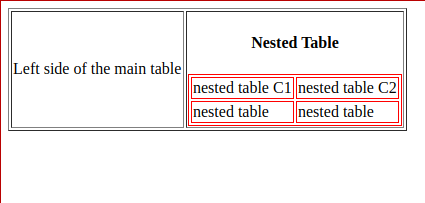 Nested Table
Left side of the main table
nested table C1 nested table C2
nested table nested table